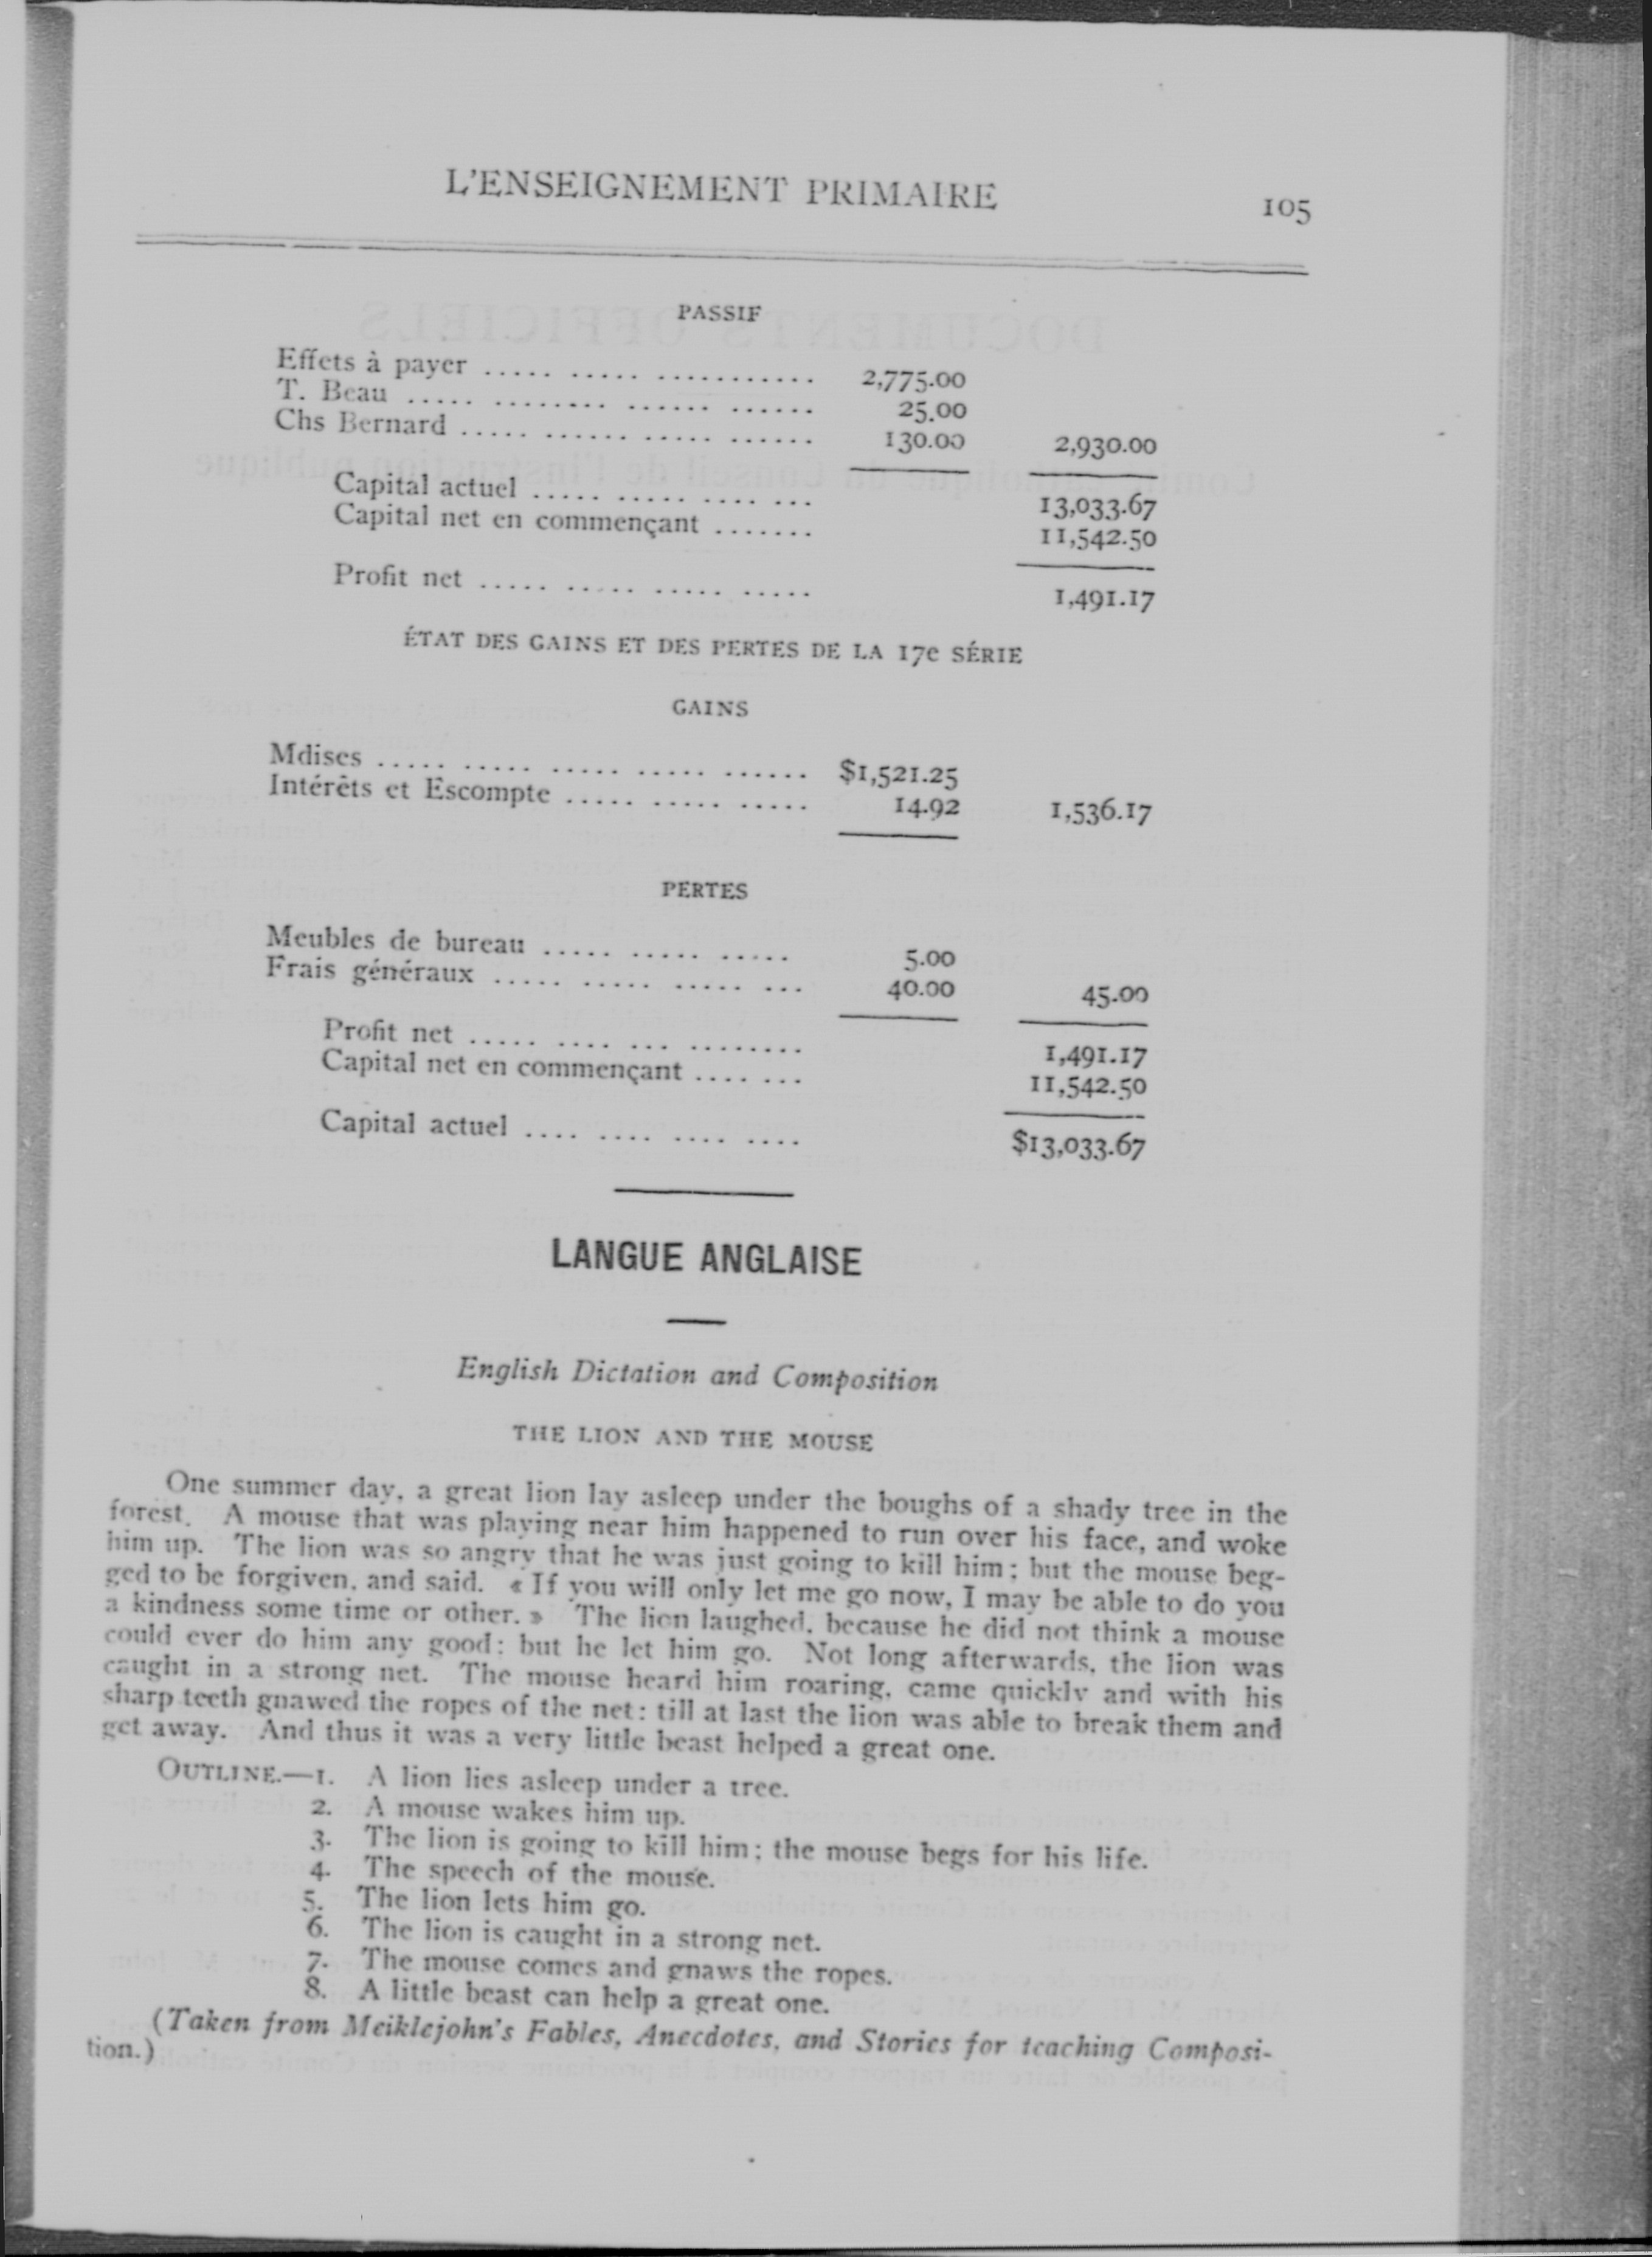 L'ENSEIGNEMENT PRIMAIRE 105
PASSIF
Effets à payer ..... ..... ........... 2,775.00
T. Beau ..... ........ ...... ...... 25.00
Chs Bernard ..... ...... ..... ...... 130.00 2,930.00
Capital actuel ..... ..... .... ... 13,033.67
Capital net en commençant ....... 11,542.50
Profit net ..... ..... ..... ..... 1,491.17
ÉTAT DES GAINS ET DES PERTES DE LA 17e SÉRIE
GAINS
Mdises ..... ..... ..... ..... ...... $1,521.25
Intérêts et Escompte ..... ..... ..... 14.92 1,536.17
PERTES
Meubles de bureau ..... ..... ..... 5.00
Frais généraux ..... ..... ..... ... 40.00 45.00
Profit net ..... .... ... ........ 1,491.17
Capital net en commençant .... ... 11,542.50
Capital actuel .... .... .... .... $13,033.67
LANGUE ANGLAISE
English Dictation and Composition
THE LION AND THE MOUSE
One summer day, a great lion lay asleep under the boughs of a shady tree in the
forest. A mouse that was playing near him happened to run over his face, and woke
him up. The lion was so angry that he was just going to kill him; but the mouse beg-
ged to be forgiven, and said. « If you will only let me go now, I may be able to do you
a kindness some time or other. » The lion laughed, because he did not think a mouse
could ever do him any good: but he let him go. Not long afterwards, the lion was
caught in a strong net. The mouse heard him roaring, came quickly and with his
sharp teeth gnawed the ropes of the net: till at last the lion was able to break them and
get away. And thus it was a very little beast helped a great one.
OUTLINE.—1. A lion lies asleep under a tree.
2. A mouse wakes him up.
3. The lion is going to kill him; the mouse begs for his life.
4. The speech of the mouse.
5. The lion lets him go.
6. The lion is caught in a strong net.
7. The mouse comes and gnaws the ropes.
8. A little beast can help a great one.
(Taken from Meiklejohn's Fables, Anecdotes, and Stories for teaching Composi-
tion.)